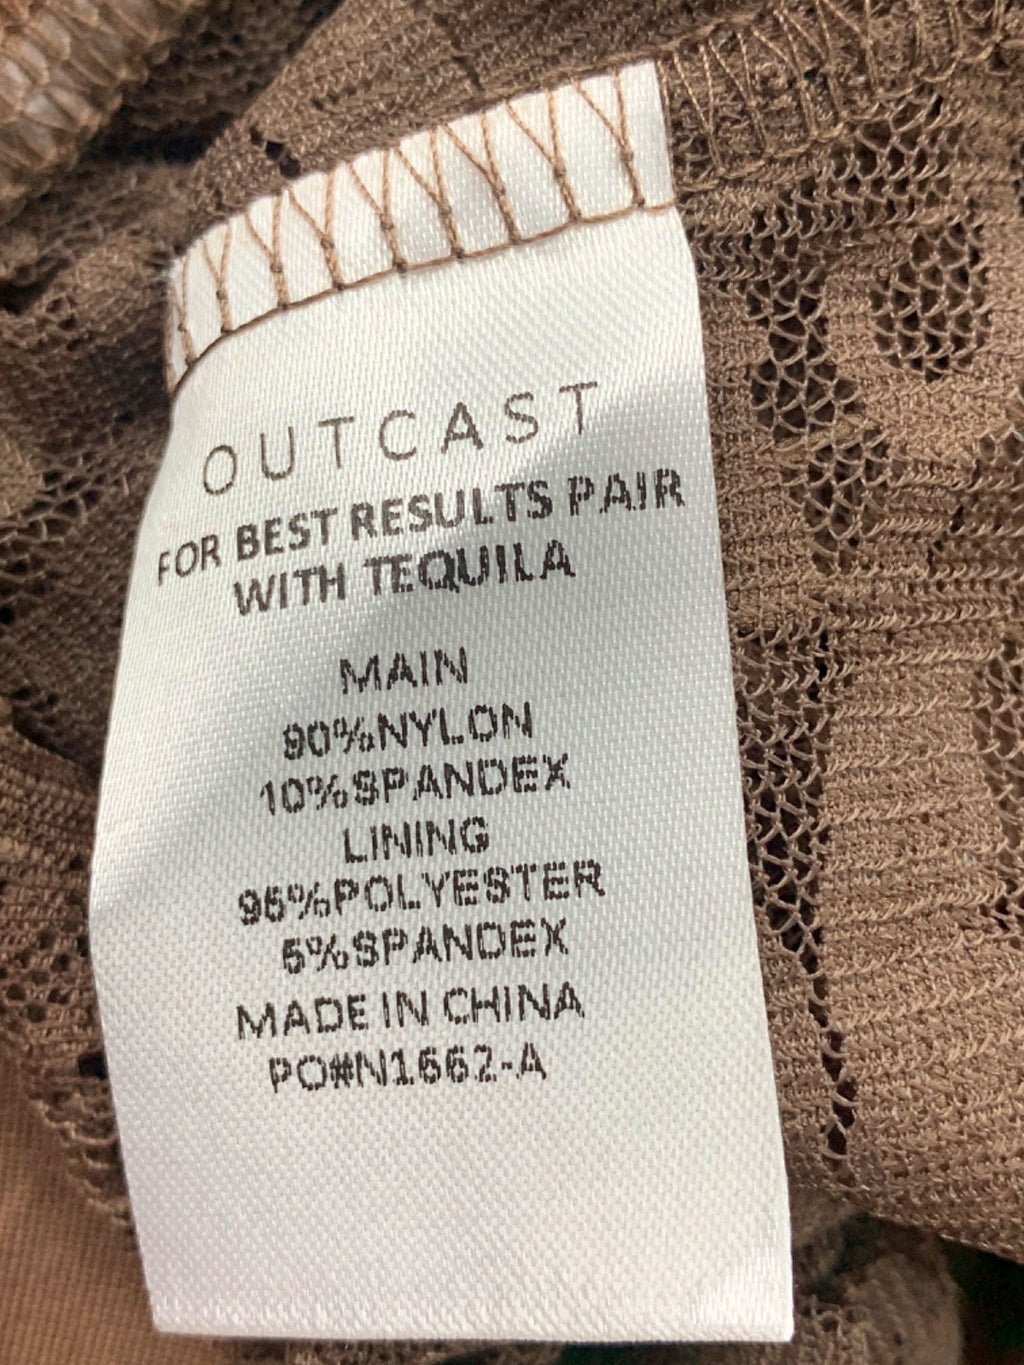 OUTCAST
FOR BEST RESULTS PAIR
WITH TEQUILA
MAIN
90%NYLON
10%SPANDEX
LINING
95%POLYESTER
5%SPANDEX
MADE IN CHINA
PO#N1662-A